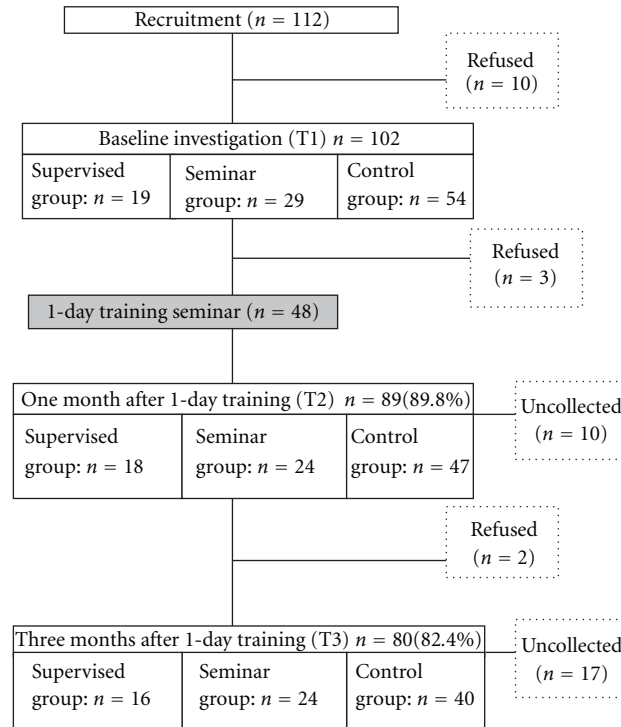 Recruitment (n = 112)
Refused
(n = 10)
Baseline investigation (T1) n = 102
Supervised
group: n = 19
Seminar
group: n = 29
Control
group: n = 54
Refused
(n = 3)
1-day training seminar (n = 48)
One month after 1-day training (T2) n = 89(89.8%)
Uncollected
(n = 10)
Supervised
group: n = 18
Seminar
group: n = 24
Control
group: n = 47
Refused
(n = 2)
Three months after 1-day training (T3) n = 80(82.4%)
Uncollected
(n = 17)
Supervised
group: n = 16
Seminar
group: n = 24
Control
group: n = 40